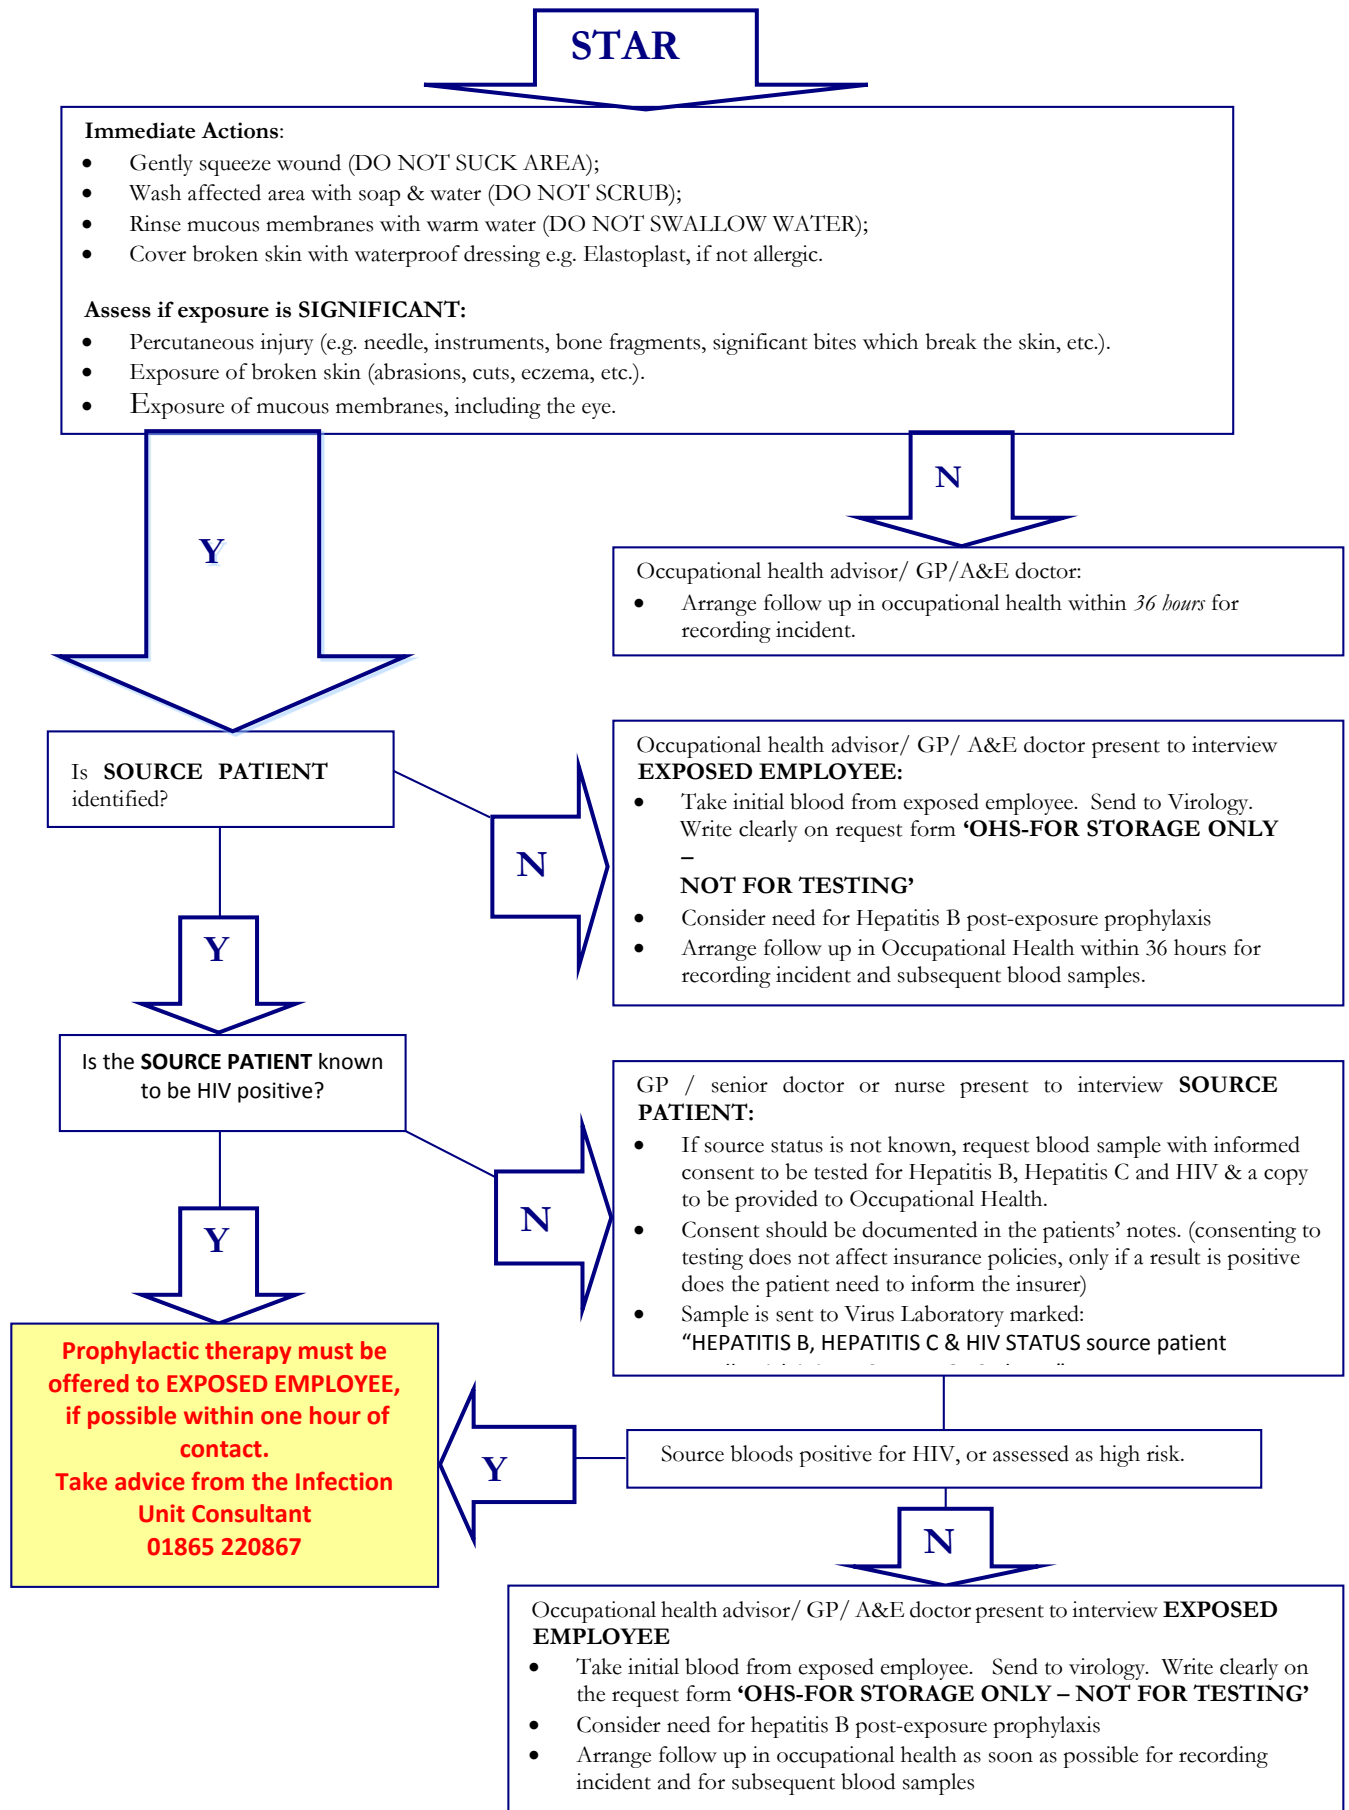 STAR
Immediate Actions:
• Gently squeeze wound (DO NOT SUCK AREA);
• Wash affected area with soap & water (DO NOT SCRUB);
• Rinse mucous membranes with warm water (DO NOT SWALLOW WATER);
• Cover broken skin with waterproof dressing e.g. Elastoplast, if not allergic.
Assess if exposure is SIGNIFICANT:
• Percutaneous injury (e.g. needle, instruments, bone fragments, significant bites which break the skin, etc.).
• Exposure of broken skin (abrasions, cuts, eczema, etc.).
• Exposure of mucous membranes, including the eye.
N
Y
Occupational health advisor/ GP/A&E doctor:
• Arrange follow up in occupational health within 36 hours for
recording incident.
Is SOURCE PATIENT
identified?
N
Occupational health advisor/ GP/ A&E doctor present to interview
EXPOSED EMPLOYEE:
• Take initial blood from exposed employee. Send to Virology.
Write clearly on request form ‘OHS-FOR STORAGE ONLY
–
NOT FOR TESTING’
• Consider need for Hepatitis B post-exposure prophylaxis
• Arrange follow up in Occupational Health within 36 hours for
recording incident and subsequent blood samples.
Y
Is the SOURCE PATIENT known
to be HIV positive?
N
GP / senior doctor or nurse present to interview SOURCE
PATIENT:
• If source status is not known, request blood sample with informed
consent to be tested for Hepatitis B, Hepatitis C and HIV & a copy
to be provided to Occupational Health.
• Consent should be documented in the patients’ notes. (consenting to
testing does not affect insurance policies, only if a result is positive
does the patient need to inform the insurer)
• Sample is sent to Virus Laboratory marked:
“HEPATITIS B, HEPATITIS C & HIV STATUS source patient
Y
Prophylactic therapy must be
offered to EXPOSED EMPLOYEE,
if possible within one hour of
contact.
Take advice from the Infection
Unit Consultant
01865 220867
Y
Source bloods positive for HIV, or assessed as high risk.
N
Occupational health advisor/ GP/ A&E doctor present to interview EXPOSED
EMPLOYEE
• Take initial blood from exposed employee. Send to virology. Write clearly on
the request form ‘OHS-FOR STORAGE ONLY – NOT FOR TESTING’
• Consider need for hepatitis B post-exposure prophylaxis
• Arrange follow up in occupational health as soon as possible for recording
incident and for subsequent blood samples